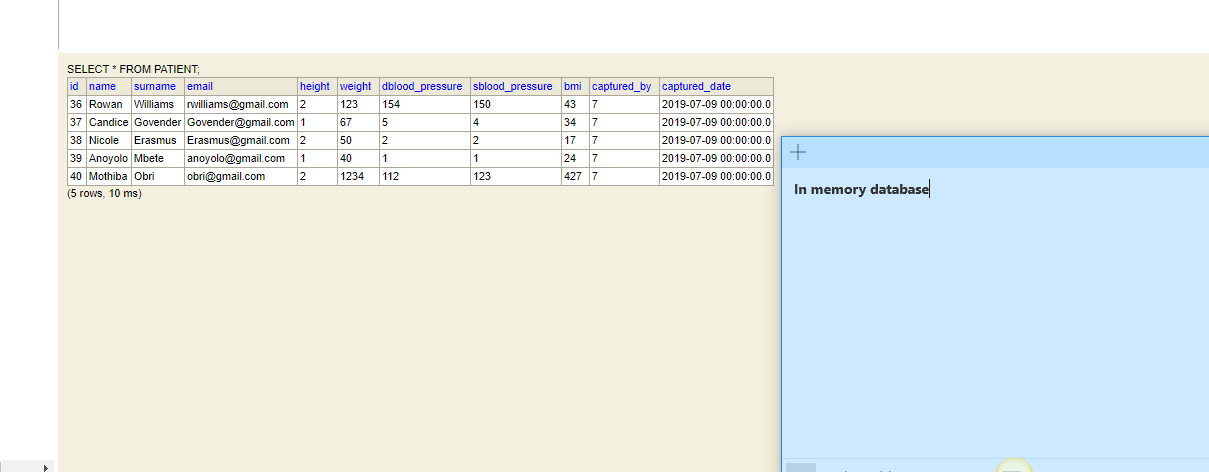 SELECT * FROM PATIENT;
id name surname email height weight dblood_pressure sblood_pressure bmi captured_by captured_date
36 Rowan Williams rwilliams@gmail.com 2 123 154 150 43 7 2019-07-09 00:00:00.0
37 Candice Govender Govender@gmail.com 1 67 5 4 34 7 2019-07-09 00:00:00.0
38 Nicole Erasmus Erasmus@gmail.com 2 50 2 2 17 7 2019-07-09 00:00:00.0
39 Anoyolo Mbete anoyolo@gmail.com 1 40 1 1 24 7 2019-07-09 00:00:00.0
40 Mothiba Obri obri@gmail.com 2 1234 112 123 427 7 2019-07-09 00:00:00.0
(5 rows, 10 ms)
In memory database